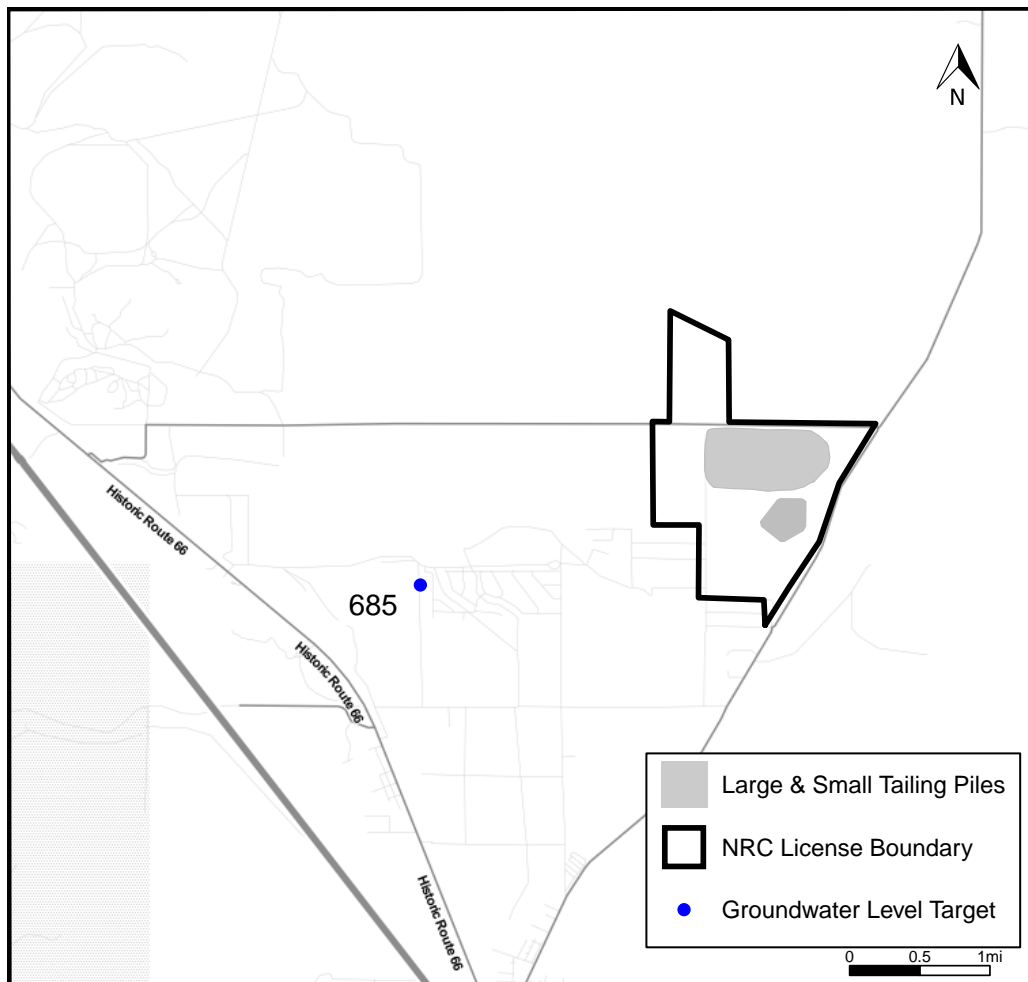 N
Historic Route 66
685
Historic Route 66
Historic Route 66
Large & Small Tailing Piles
NRC License Boundary
Groundwater Level Target
0 0.5 1mi